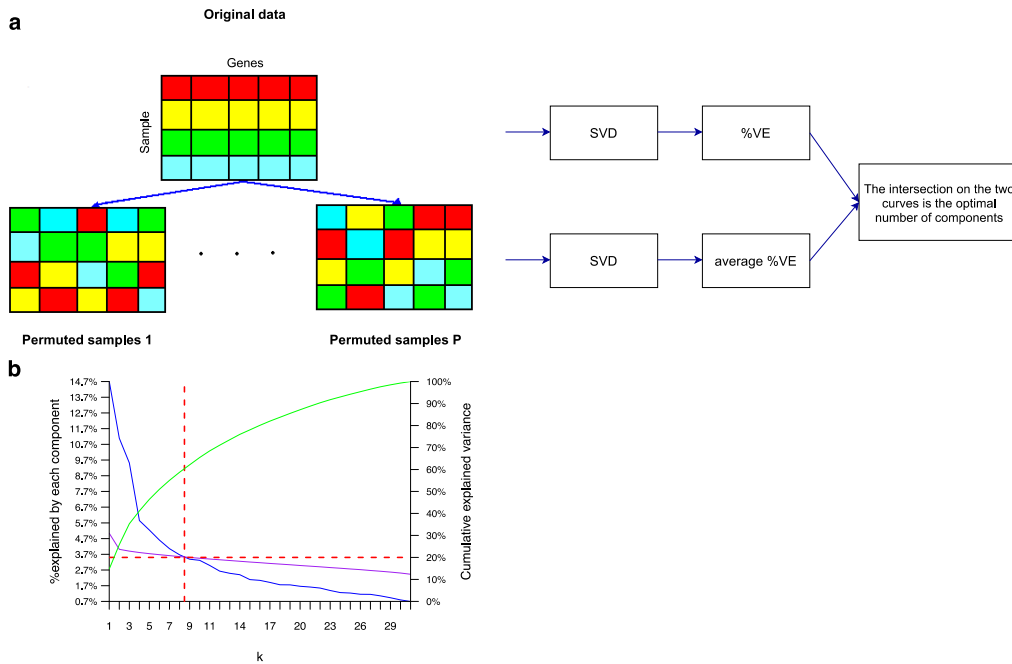 a
Original data
Genes
Sample
Permuted samples 1
Permuted samples P
SVD
%VE
SVD
average %VE
The intersection on the two
curves is the optimal
number of components
b
%explained by each component
14.7%
13.7%
12.7%
11.7%
10.7%
9.7%
8.7%
7.7%
6.7%
5.7%
4.7%
3.7%
2.7%
1.7%
0.7%
100%
90%
80%
70%
60%
50%
40%
30%
20%
10%
0%
Cumulative explained variance
1 3 5 7 9 11 14 17 20 23 26 29
k